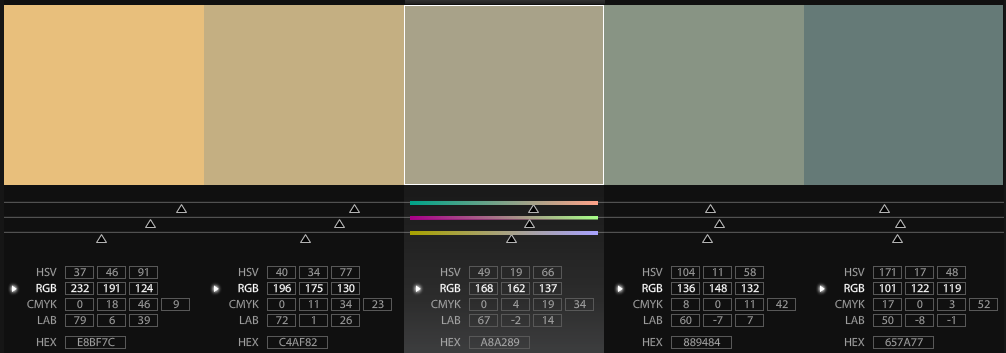 HSV 37 46 91 HSV 40 34 77 HSV 49 19 66 HSV 104 11 58 HSV 171 17 48
RGB 232 191 124 RGB 196 175 130 RGB 168 162 137 RGB 136 148 132 RGB 101 122 119
CMYK 0 18 46 9 CMYK 0 11 34 23 CMYK 0 4 19 34 CMYK 8 0 11 42 CMYK 17 0 3 52
LAB 79 6 39 LAB 72 1 26 LAB 67 -2 14 LAB 60 -7 7 LAB 50 -8 -1
HEX E8BF7C HEX C4AF82 HEX A8A289 HEX 889484 HEX 657A77